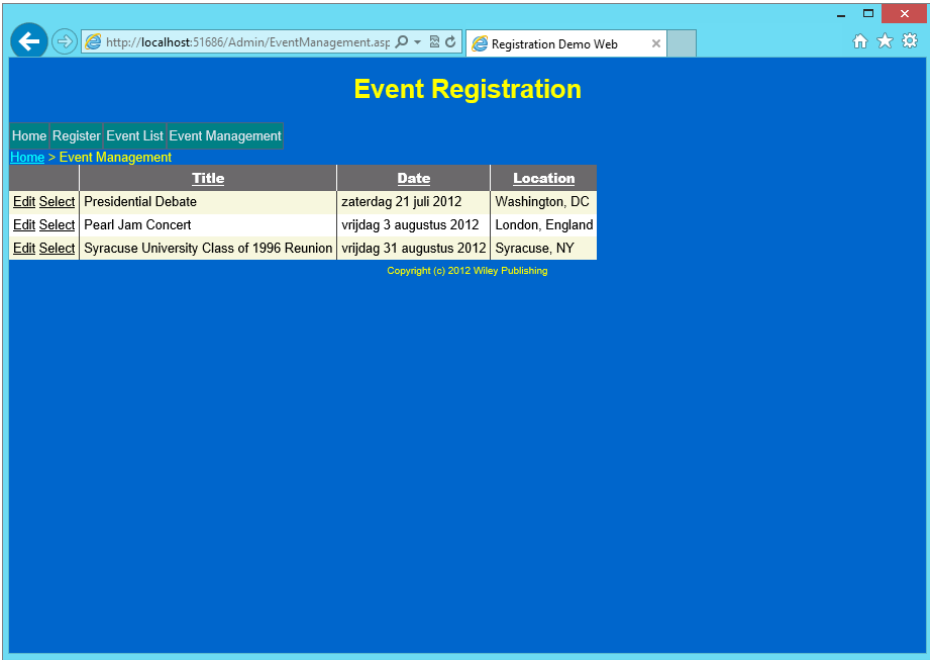 http://localhost:51686/Admin/EventManagement.asp
Registration Demo Web
Event Registration
Home Register Event List Event Management
Home > Event Management
Title Date Location
Edit Select Presidential Debate zaterdag 21 juli 2012 Washington, DC
Edit Select Pearl Jam Concert vrijdag 3 augustus 2012 London, England
Edit Select Syracuse University Class of 1996 Reunion vrijdag 31 augustus 2012 Syracuse, NY
Copyright (c) 2012 Wiley Publishing